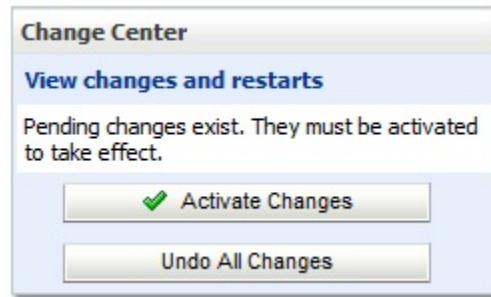 Change Center
View changes and restarts
Pending changes exist. They must be activated
to take effect.
Activate Changes
Undo All Changes